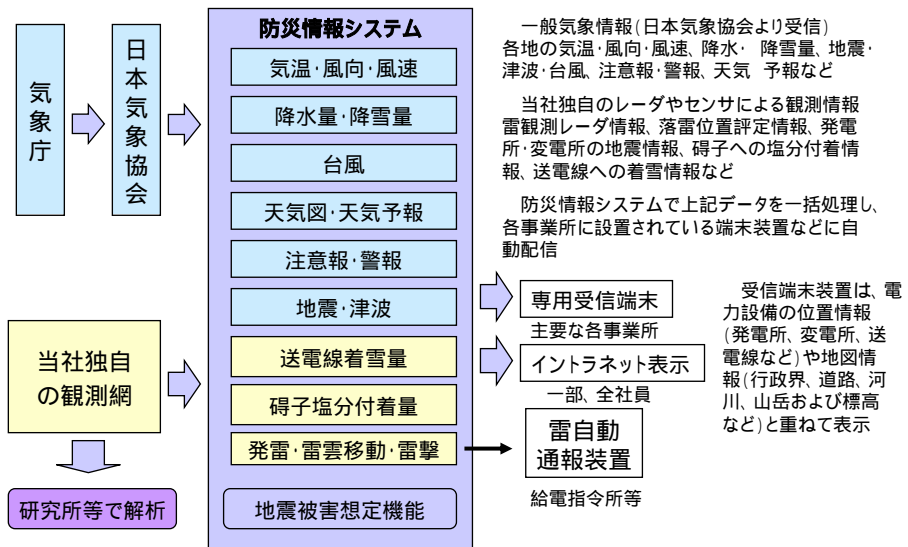 気象庁
日本気象協会
防災情報システム
気温・風向・風速
降水量・降雪量
台風
天気図・天気予報
注意報・警報
地震・津波
送電線着雪量
碍子塩分付着量
発雷・雷雲移動・雷撃
地震被害想定機能
当社独自
の観測網
研究所等で解析
一般気象情報(日本気象協会より受信)
各地の気温・風向・風速、降水・ 降雪量、地震・
津波・台風、注意報・警報、天気 予報など
当社独自のレーダやセンサによる観測情報
雷観測レーダ情報、落雷位置評定情報、発電
所・変電所の地震情報、碍子への塩分付着情
報、送電線への着雪情報など
防災情報システムで上記データを一括処理し、
各事業所に設置されている端末装置などに自
動配信
専用受信端末
主要な各事業所
イントラネット表示
一部、全社員
雷自動
通報装置
給電指令所等
受信端末装置は、電
力設備の位置情報
(発電所、変電所、送
電線など)や地図情
報(行政界、道路、河
川、山岳および標高
など)と重ねて表示